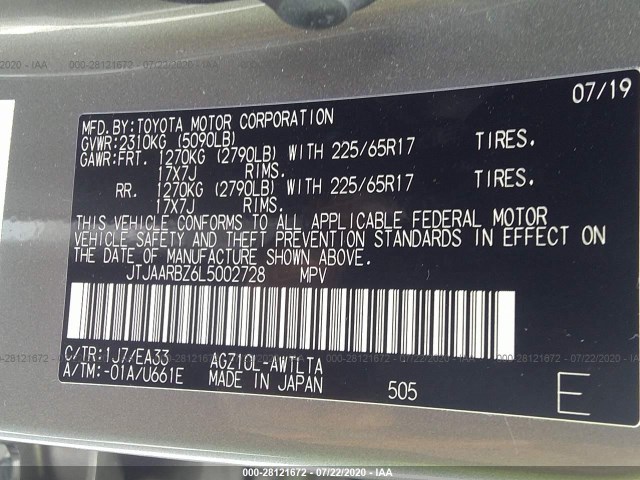 000-28121672 - 07/22/2020 - IAA
07/19
MFD.BY:TOYOTA MOTOR CORPORATION
GVWR:2310KG (5090LB)
GAWR:FRT. 1270KG (2790LB) WITH 225/65R17 TIRES.
17X7J RIMS.
RR. 1270KG (2790LB) WITH 225/65R17 TIRES.
17X7J RIMS.
THIS VEHICLE CONFORMS TO ALL APPLICABLE FEDERAL MOTOR
VEHICLE SAFETY AND THEFT PREVENTION STANDARDS IN EFFECT ON
THE DATE OF MANUFACTURE SHOWN ABOVE.
JTJAARBZ6L5002728 MPV
C/TR:1J7/EA33 AGZ10L-AWTLTA
A/TM:-01A/U661E MADE IN JAPAN 505 E
000-28121672 - 07/22/2020 - IAA